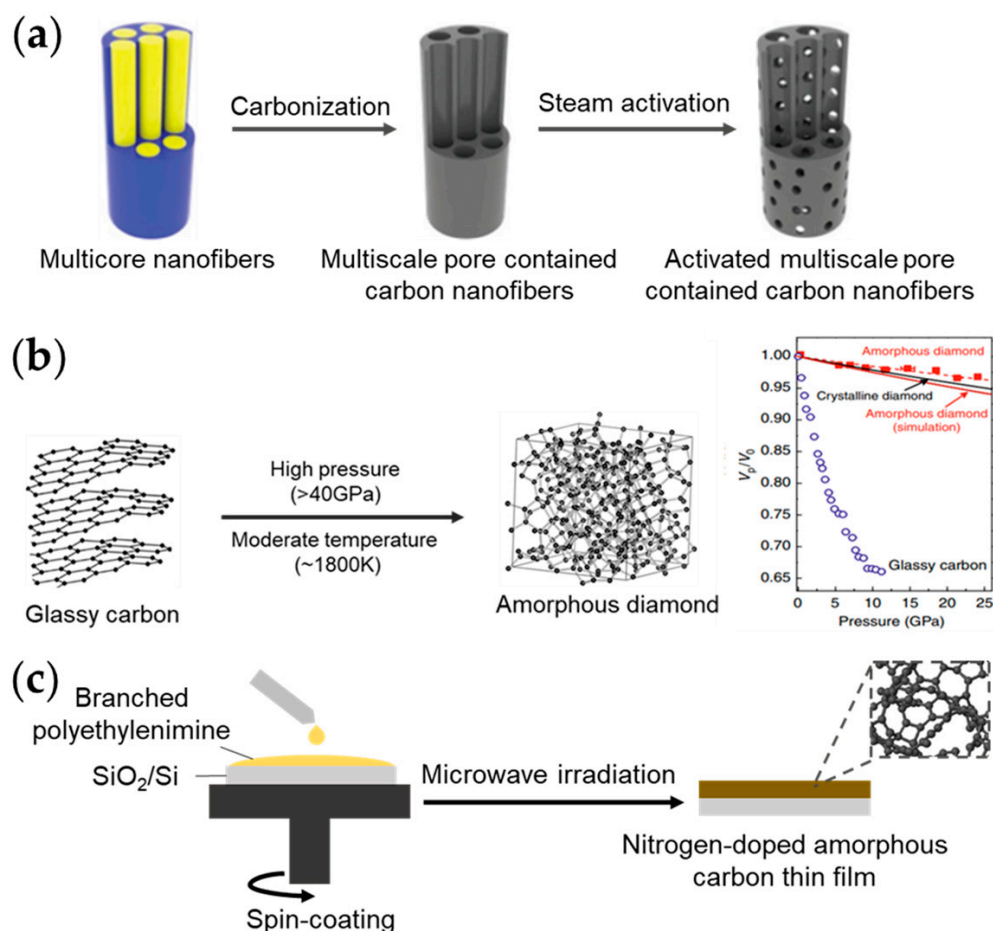 (a)
Carbonization
Steam activation
Multicore nanofibers
Multiscale pore contained
carbon nanofibers
Activated multiscale pore
contained carbon nanofibers
(b)
High pressure
(>40GPa)
Moderate temperature
(~1800K)
Glassy carbon
Amorphous diamond
1.00
0.95
0.90
0.85
0.80
0.75
0.70
0.65
Vp/V0
Amorphous diamond
Crystalline diamond
Amorphous diamond
(simulation)
Glassy carbon
0 5 10 15 20 25
Pressure (GPa)
(c)
Branched
polyethylenimine
SiO2/Si
Spin-coating
Microwave irradiation
Nitrogen-doped amorphous
carbon thin film